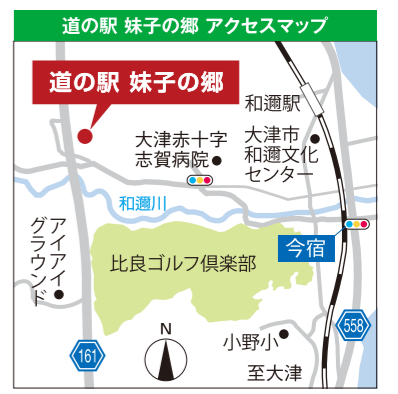 道の駅 妹子の郷 アクセスマップ
道の駅 妹子の郷
和邇駅
大津赤十字
志賀病院
大津市
和邇文化
センター
和邇川
アイアイ
グラウンド
今宿
比良ゴルフ倶楽部
558
小野小
161
N
至大津